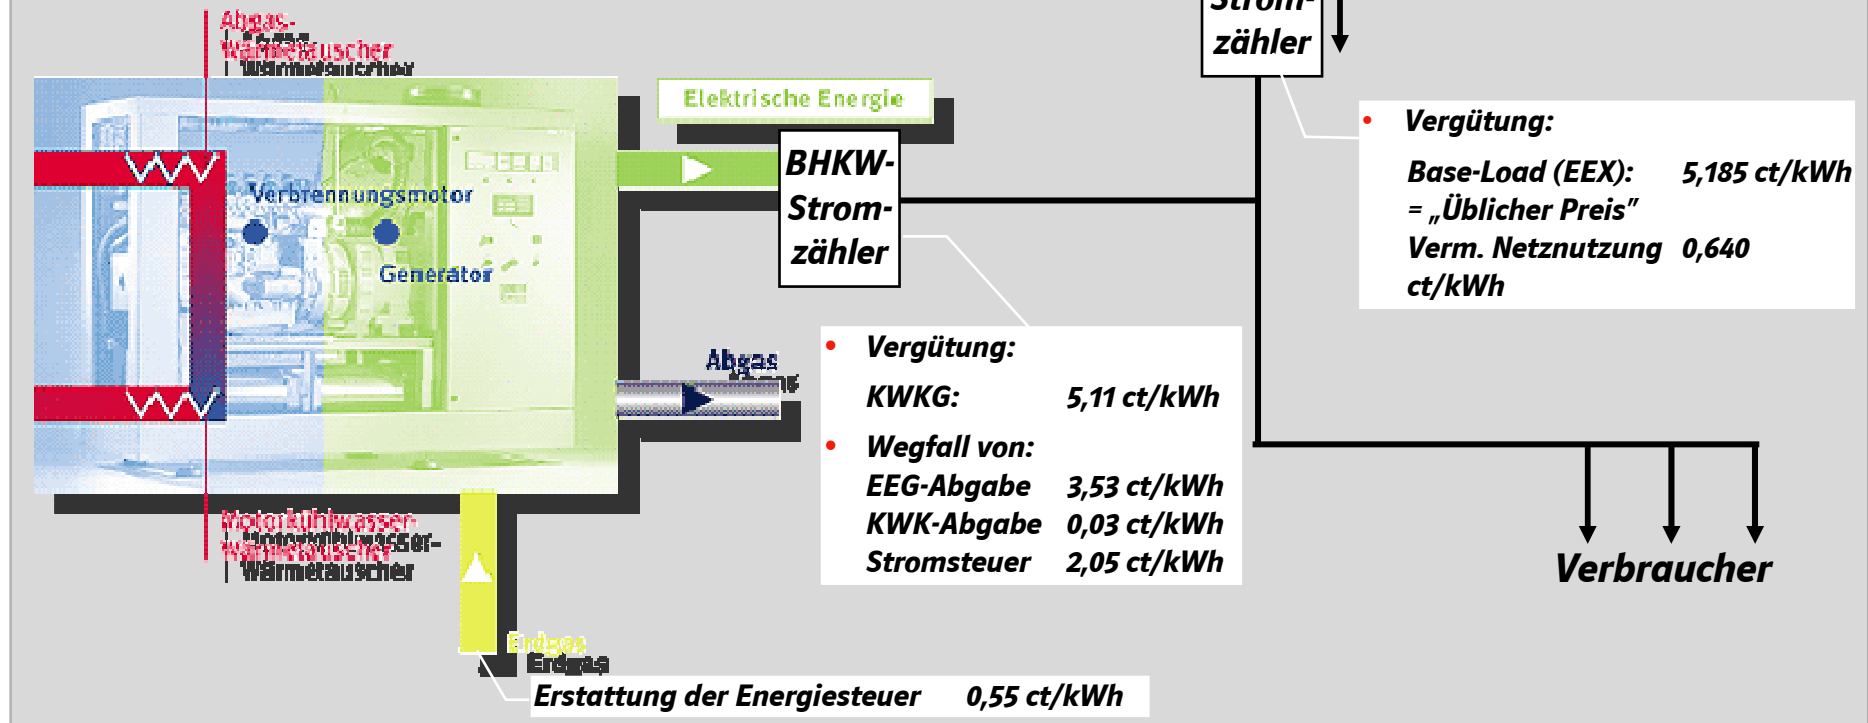 Strom-
zähler
Abgas-
Wärmetauscher
Wärmetauscher
Elektrische Energie
Verbrennungsmotor
Generator
BHKW-
Strom-
zähler
• Vergütung:
Base-Load (EEX): 5,185 ct/kWh
= „Üblicher Preis”
Verm. Netznutzung 0,640
ct/kWh
Abgas
• Vergütung:
KWKG: 5,11 ct/kWh
• Wegfall von:
EEG-Abgabe 3,53 ct/kWh
KWK-Abgabe 0,03 ct/kWh
Stromsteuer 2,05 ct/kWh
Motorkühlwasser-
Wärmetauscher
Wärmetauscher
Verbraucher
Erdgas
Erdgas
Erstattung der Energiesteuer 0,55 ct/kWh